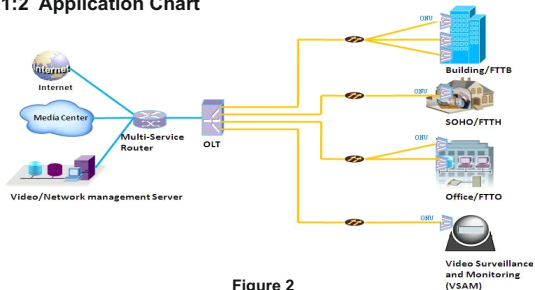 1:2 Application Chart
Internet
Internet
Media Center
Multi-Service
Router
OLT
Video/Network management Server
ONU
Building/FTTB
ONU
SOHO/FTTH
ONU
Office/FTTO
ONU
Video Surveillance
and Monitoring
(VSAM)
Figure 2